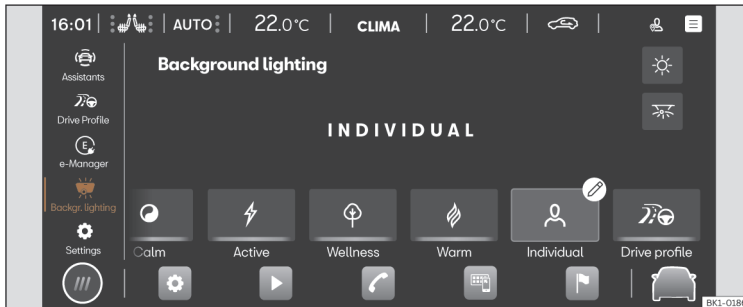 16:01 AUTO 22.0°C CLIMA 22.0°C
Assistants
Background lighting
Drive Profile
INDIVIDUAL
E
e-Manager
Backgr. lighting
Settings
Calm Active Wellness Warm Individual Drive profile
BK1-0186